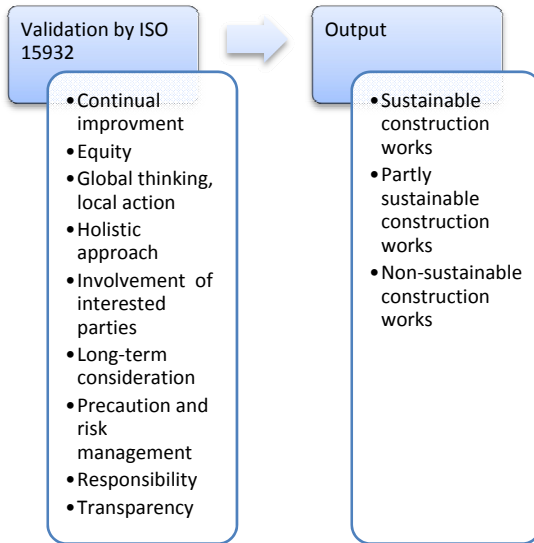 Validation by ISO
15932
•Continual
improvment
•Equity
•Global thinking,
local action
•Holistic
approach
•Involvement of
interested
parties
•Long-term
consideration
•Precaution and
risk
management
•Responsibility
•Transparency
Output
•Sustainable
construction
works
•Partly
sustainable
construction
works
•Non-sustainable
construction
works